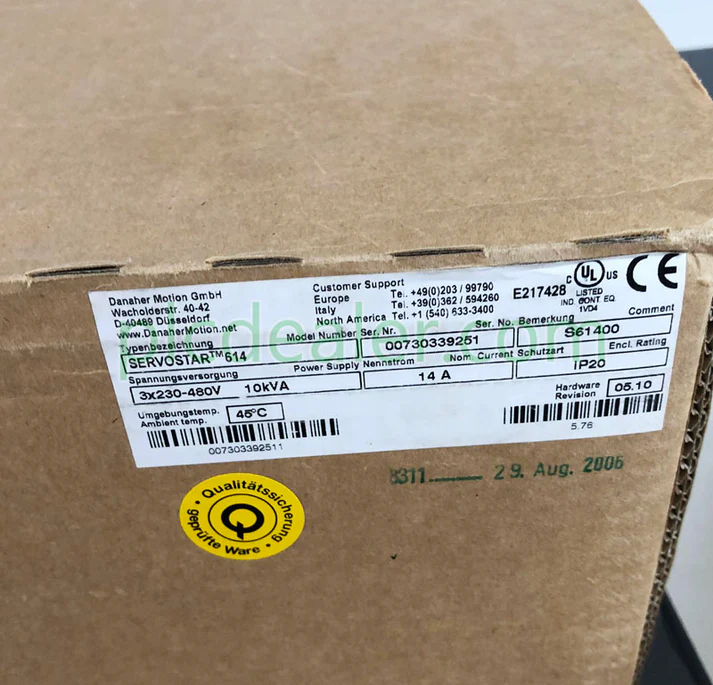 Danaher Motion GmbH
Wacholderstr. 40-42
D-40489 Düsseldorf
www.DanaherMotion.net
Customer Support
Europe Tel. +49(0)203 / 99790
Italy Tel. +39(0)362 / 594260
North America Tel. +1 (540) 633-3400
E217428
C UL US
LISTED
IND. CONT. EQ.
1VD4
CE
Typenbezeichnung Model Number
SERVOSTAR™ 614
Ser. Nr. Ser. No.
00730339251
Bemerkung Comment
S61400
Spannungsversorgung Power Supply
3x230-480V 10kVA
Nennstrom Nom. Current
14 A
Schutzart Encl. Rating
IP20
Umgebungstemp.
Ambient temp.
45°C
Hardware
Revision
05.10
007303392511
5.76
8311 29. Aug. 2006
Qualitätssicherung
Q
geprüfte Ware
dealer.com